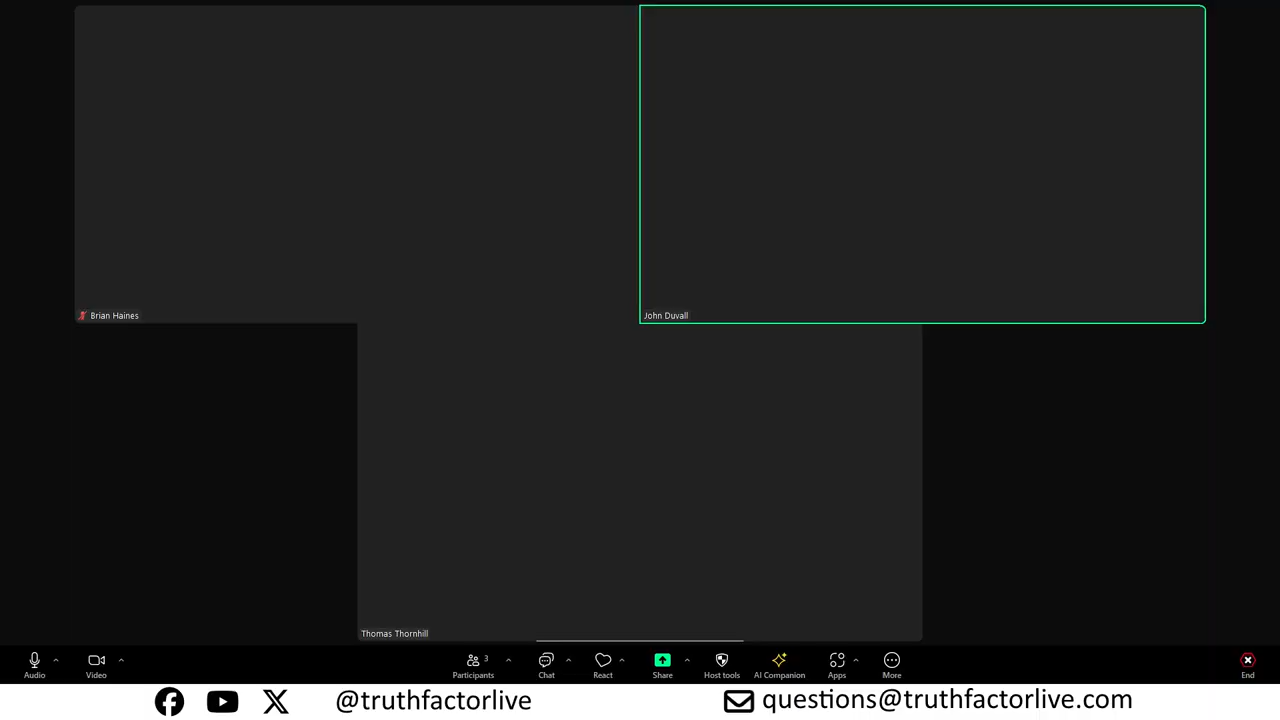 Brian Haines
John Duvall
Thomas Thornhill
Audio
Video
Participants
3
Chat
React
Share
Host tools
AI Companion
Apps
More
End
@truthfactorlive
questions@truthfactorlive.com